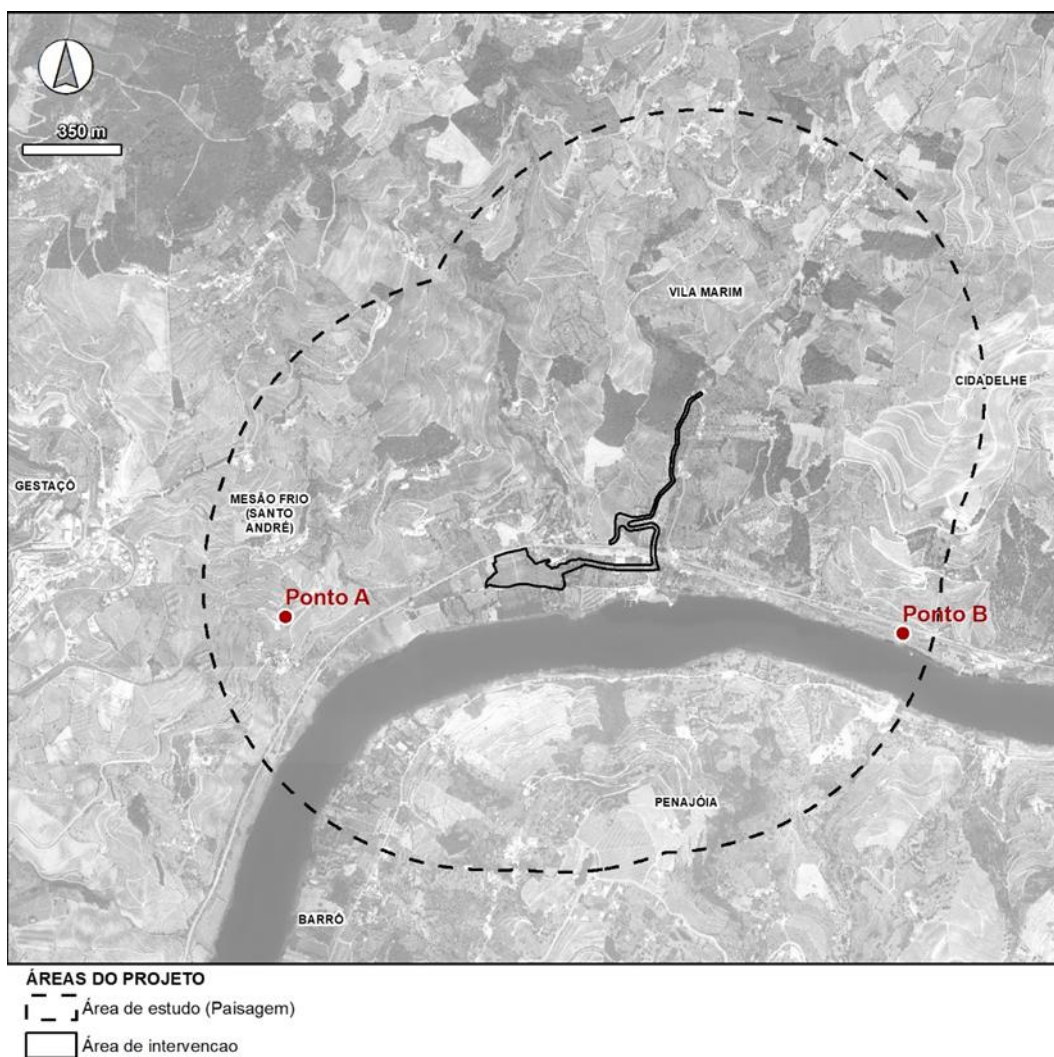 350 m
VILA MARIM
CIDADELHE
GESTAÇÔ
MESÃO FRIO
(SANTO
ANDRÉ)
Ponto A
Ponto B
PENAJÓIA
BARRÔ
ÁREAS DO PROJETO
Área de estudo (Paisagem)
Área de intervencao